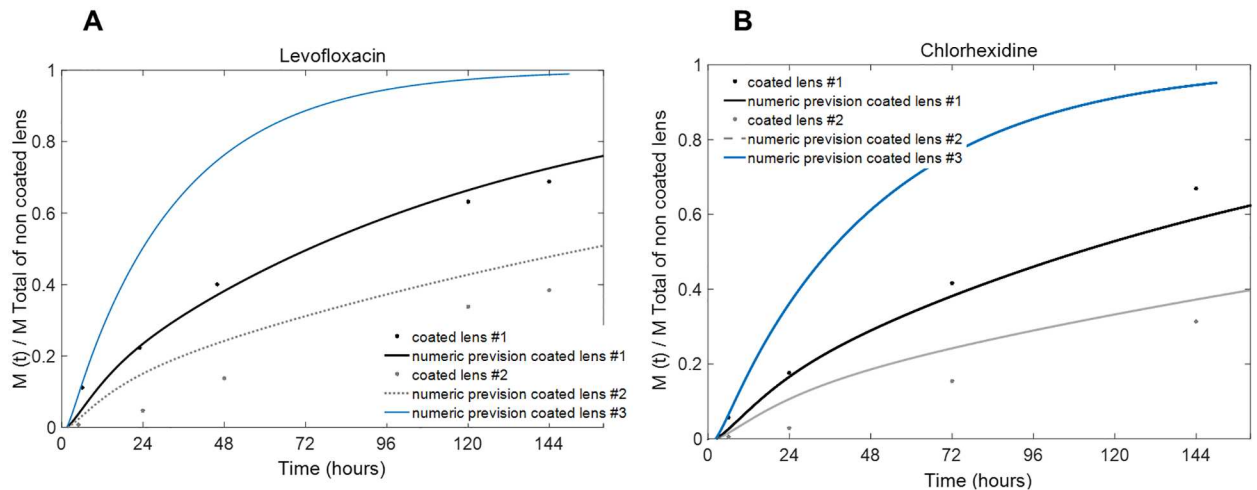 A
Levofloxacin
M (t) / M Total of non coated lens
1
0.8
0.6
0.4
0.2
0
coated lens #1
numeric prevision coated lens #1
coated lens #2
numeric prevision coated lens #2
numeric prevision coated lens #3
0 24 48 72 96 120 144
Time (hours)
B
Chlorhexidine
M (t) / M Total of non coated lens
1
0.8
0.6
0.4
0.2
0
coated lens #1
numeric prevision coated lens #1
coated lens #2
numeric prevision coated lens #2
numeric prevision coated lens #3
0 24 48 72 96 120 144
Time (hours)